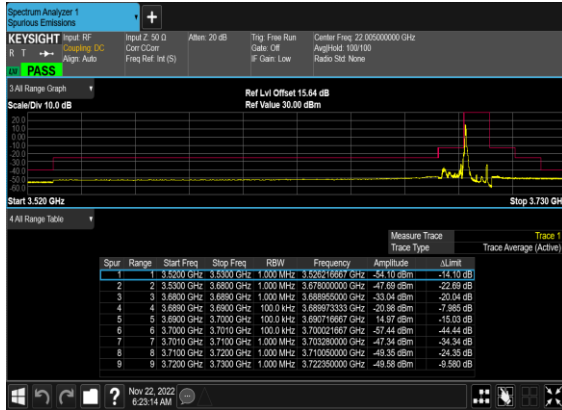 Spectrum Analyzer 1
Spurious Emissions
+
KEYSIGHT Input: RF Input Z: 50 Ω Atten: 20 dB Trig: Free Run Center Freq: 22.005000000 GHz
R T Coupling: DC Corr CCorr Gate: Off Avg|Hold: 100/100
Align: Auto Freq Ref: Int (S) IF Gain: Low Radio Std: None
PASS
3 All Range Graph Ref Lvl Offset 15.64 dB
Scale/Div 10.0 dB Ref Value 30.00 dBm
20.0
10.0
0.00
-10.0
-20.0
-30.0
-40.0
-50.0
-60.0
Start 3.520 GHz Stop 3.730 GH
4 All Range Table
Measure Trace Trace 1
Trace Type Trace Average (Active)
Spur Range Start Freq Stop Freq RBW Frequency Amplitude ΔLimit
1 1 3.5200 GHz 3.5300 GHz 1.000 MHz 3.526216667 GHz -54.10 dBm -14.10 dB
2 2 3.5300 GHz 3.6800 GHz 1.000 MHz 3.678000000 GHz -47.69 dBm -22.69 dB
3 3 3.6800 GHz 3.6890 GHz 1.000 MHz 3.688955000 GHz -33.04 dBm -20.04 dB
4 4 3.6890 GHz 3.6900 GHz 100.0 kHz 3.689973333 GHz -20.98 dBm -7.985 dB
5 5 3.6900 GHz 3.7000 GHz 100.0 kHz 3.690716667 GHz 14.97 dBm -15.03 dB
6 6 3.7000 GHz 3.7010 GHz 100.0 kHz 3.700021667 GHz -57.44 dBm -44.44 dB
7 7 3.7010 GHz 3.7100 GHz 1.000 MHz 3.703280000 GHz -47.34 dBm -34.34 dB
8 8 3.7100 GHz 3.7200 GHz 1.000 MHz 3.710050000 GHz -49.35 dBm -24.35 dB
9 9 3.7200 GHz 3.7300 GHz 1.000 MHz 3.722350000 GHz -49.58 dBm -9.580 dB
? Nov 22, 2022
6:23:14 AM